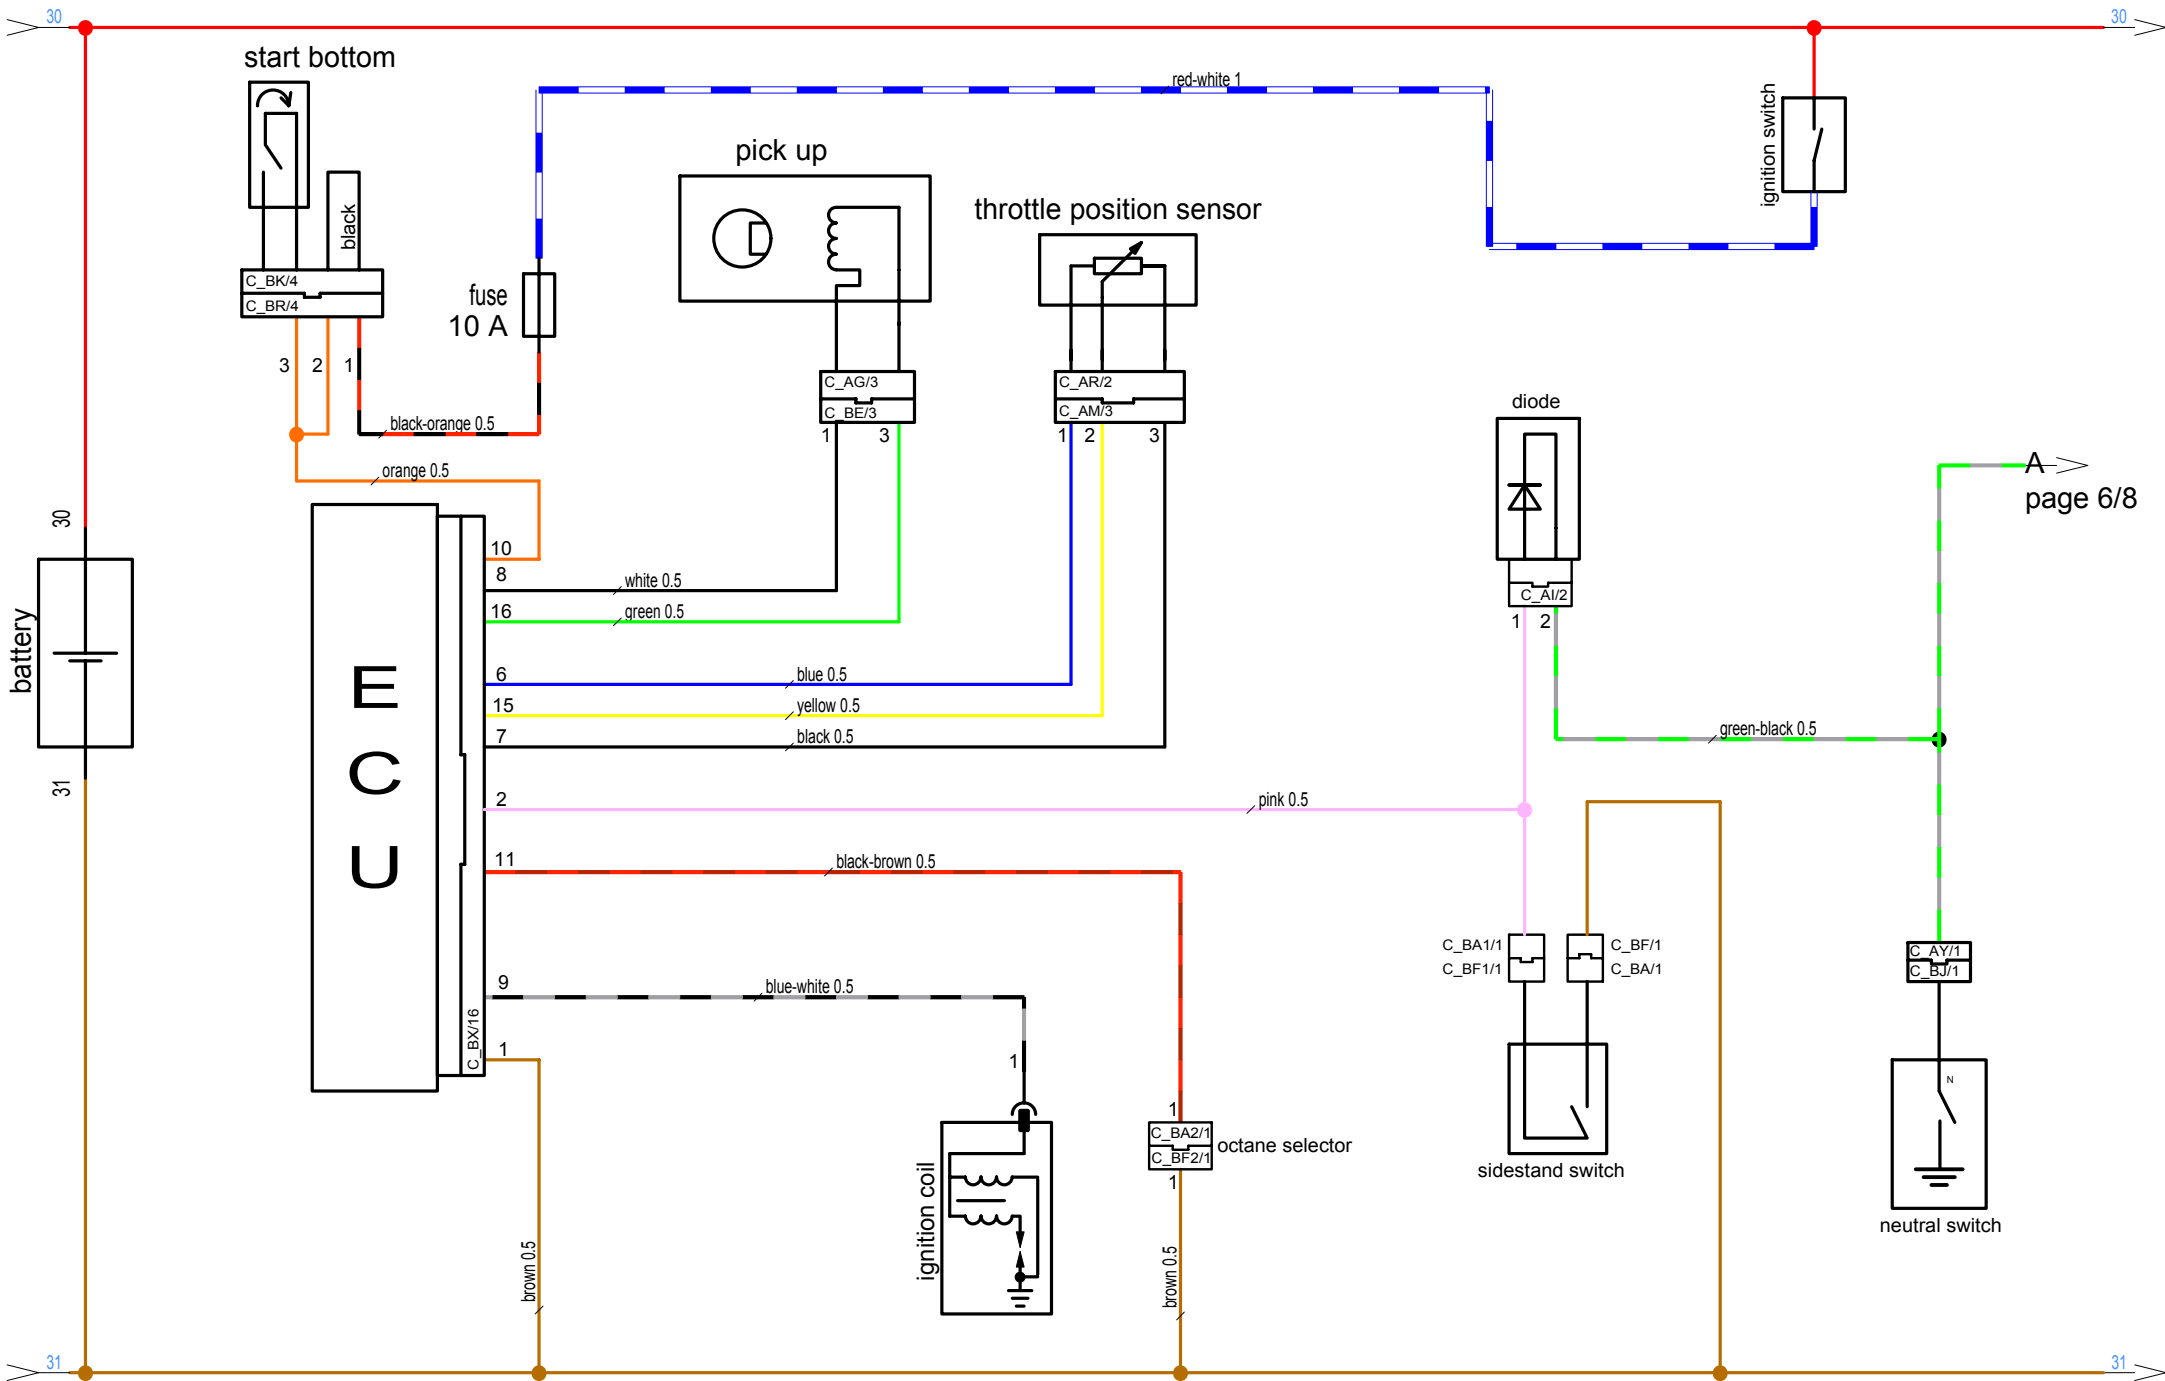 30
30
start bottom
red-white 1
ignition switch
pick up
throttle position sensor
black
C_BK/4
C_BR/4
fuse
10 A
3
2
1
C_AG/3
C_BE/3
1
3
C_AR/2
C_AM/3
1
2
3
black-orange 0.5
orange 0.5
diode
C_AI/2
1
2
A
page 6/8
30
battery
31
E
C
U
C_BX/16
10
8
white 0.5
16
green 0.5
6
blue 0.5
15
yellow 0.5
7
black 0.5
green-black 0.5
2
pink 0.5
11
black-brown 0.5
9
blue-white 0.5
1
C_BA1/1
C_BF1/1
C_BF/1
C_BA/1
C_AY/1
C_BJ/1
1
ignition coil
1
C_BA2/1
C_BF2/1
1
octane selector
sidestand switch
N
neutral switch
brown 0.5
brown 0.5
31
31